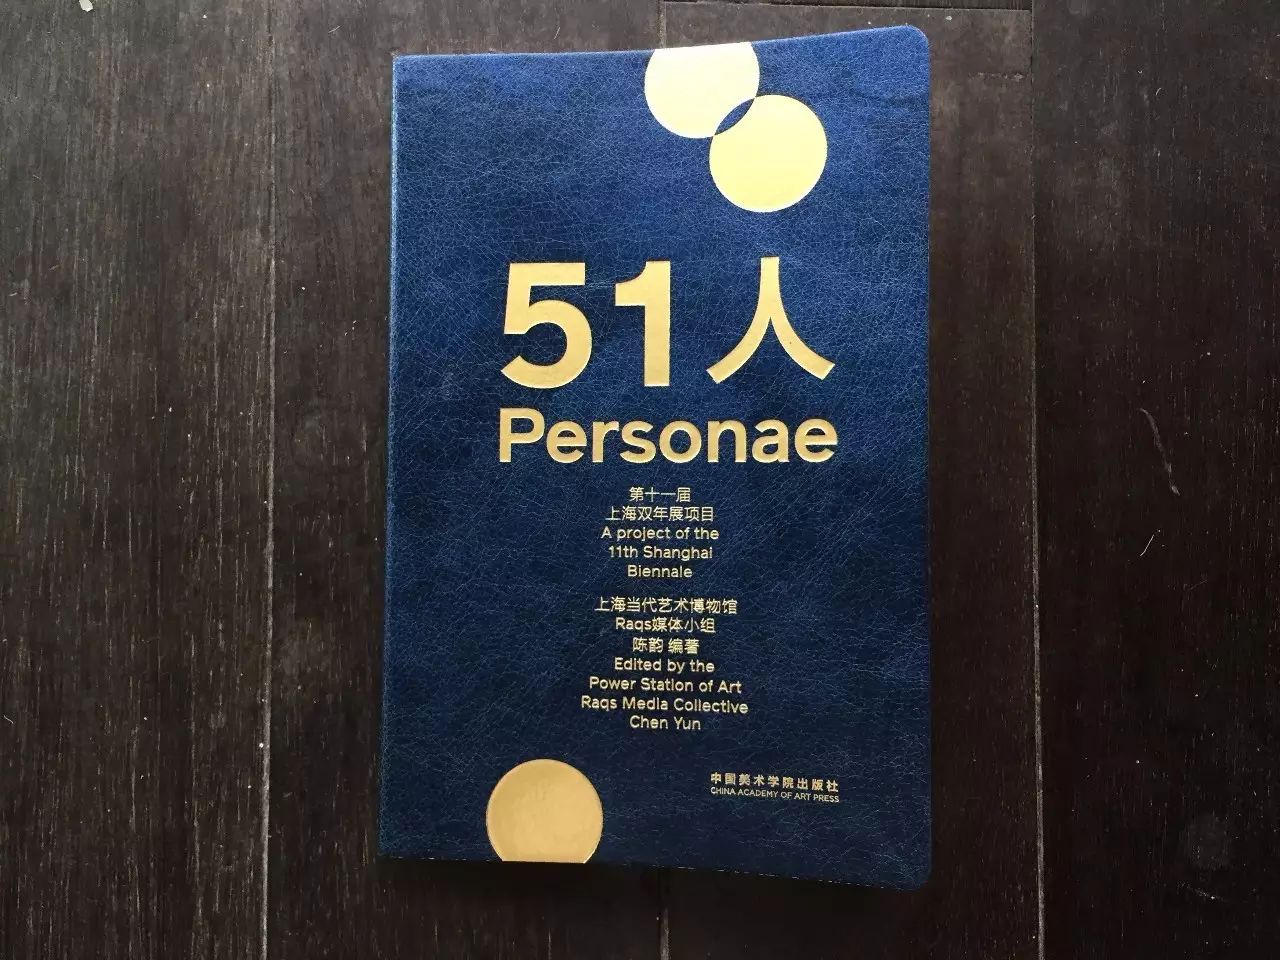 51人
Personae
第十一届
上海双年展项目
A project of the
11th Shanghai
Biennale
上海当代艺术博物馆
Raqs媒体小组
陈韵 编著
Edited by the
Power Station of Art
Raqs Media Collective
Chen Yun
中国美术学院出版社
CHINA ACADEMY OF ART PRESS